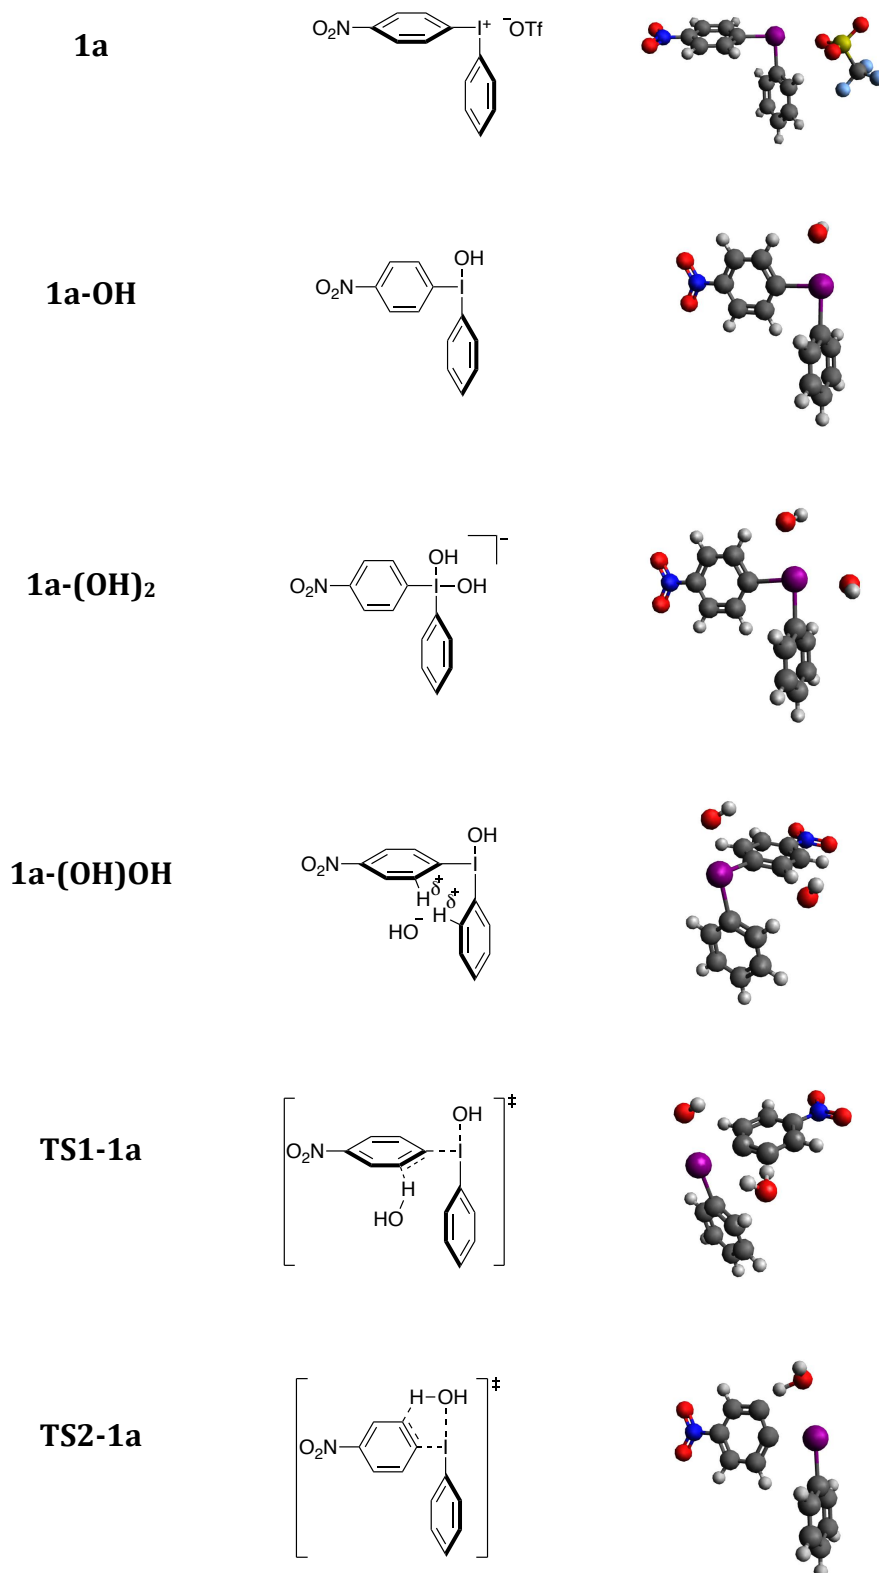 1a
O₂N I⁺ ⁻OTf
1a-OH
OH
O₂N I
1a-(OH)₂
OH ⁻
O₂N I OH
1a-(OH)OH
OH
O₂N I
H δ⁺ H δ⁺
HO⁻
TS1-1a
‡
OH
O₂N I
H
HO
TS2-1a
‡
H OH
O₂N I